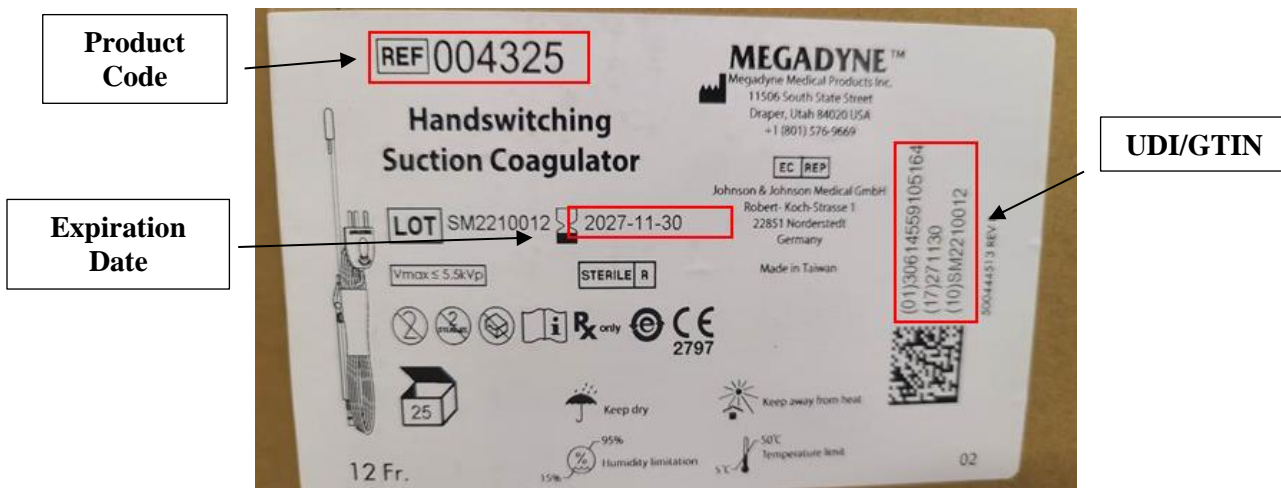 Product
Code
REF 004325
Handswitching
Suction Coagulator
Expiration
Date
LOT SM2210012 2027-11-30
Vmax ≤ 5,5kVp
STERILE R
2
2
STERILIZE
i
Rx only
e
CE
2797
25
12 Fr.
MEGADYNE™
Megadyne Medical Products Inc.
11506 South State Street
Draper, Utah 84020 USA
+1 (801) 576-9669
EC REP
Johnson & Johnson Medical GmbH
Robert- Koch-Strasse 1
22851 Norderstedt
Germany
Made in Taiwan
Keep dry
Keep away from heat
95%
%
15%
Humidity limitation
50°C
5°C
Temperature limit
02
UDI/GTIN
(01)30614559105164
(17)271130
(10)SM2210012